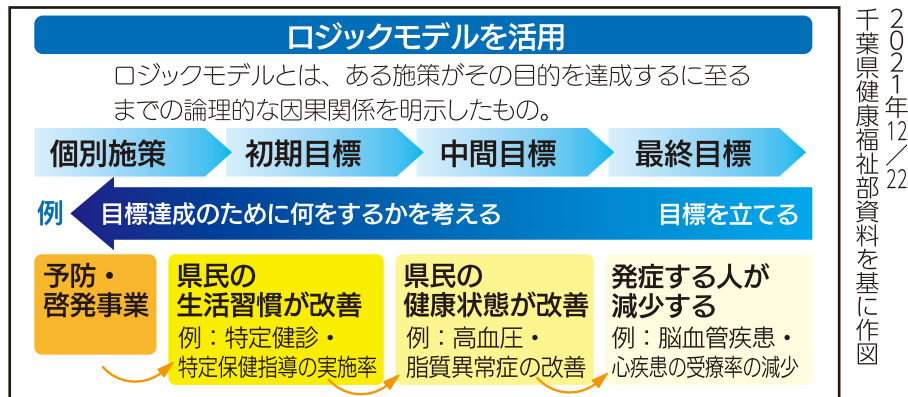 ロジックモデルを活用
ロジックモデルとは、ある施策がその目的を達成するに至る
までの論理的な因果関係を明示したもの。
個別施策
初期目標
中間目標
最終目標
例
目標達成のために何をするかを考える
目標を立てる
予防・
啓発事業
県民の
生活習慣が改善
例：特定健診・
特定保健指導の実施率
県民の
健康状態が改善
例：高血圧・
脂質異常症の改善
発症する人が
減少する
例：脳血管疾患・
心疾患の受療率の減少
2021年12／22
千葉県健康福祉部資料を基に作図